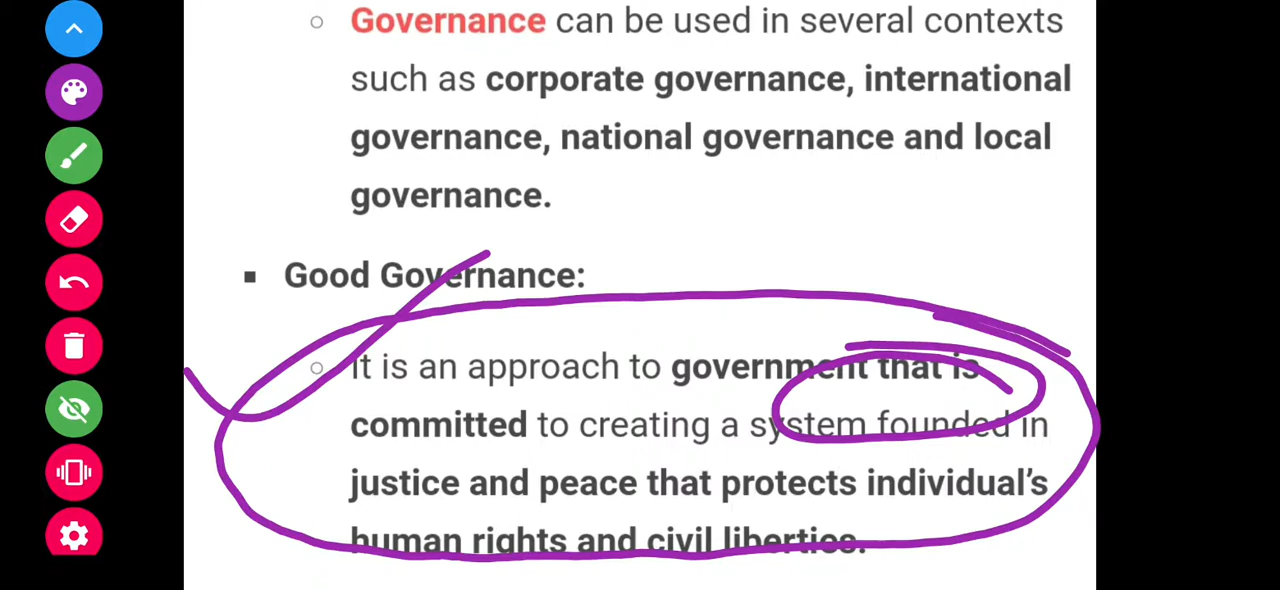 Governance can be used in several contexts
such as corporate governance, international
governance, national governance and local
governance.
Good Governance:
It is an approach to government that is
committed to creating a system founded in
justice and peace that protects individual’s
human rights and civil liberties.